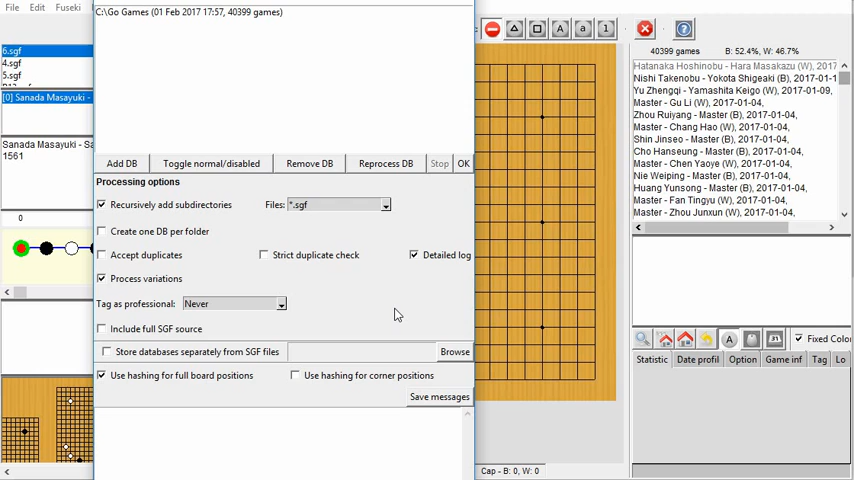 File Edit Fuseki
6.sgf
4.sgf
5.sgf
[0] Sanada Masayuki -
Sanada Masayuki - Sa
1561
0
C:\Go Games (01 Feb 2017 17:57, 40399 games)
Add DB Toggle normal/disabled Remove DB Reprocess DB Stop OK
Processing options
Recursively add subdirectories Files: *.sgf
Create one DB per folder
Accept duplicates Strict duplicate check Detailed log
Process variations
Tag as professional: Never
Include full SGF source
Store databases separately from SGF files Browse
Use hashing for full board positions Use hashing for corner positions
Save messages
A a 1 ?
40399 games B: 52.4%, W: 46.7%
Hatanaka Hoshinobu - Hara Masakazu (W), 2017
Nishi Takenobu - Yokota Shigeaki (B), 2017-01-1
Yu Zhengqi - Yamashita Keigo (W), 2017-01-09,
Master - Gu Li (W), 2017-01-04,
Zhou Ruiyang - Master (B), 2017-01-04,
Master - Chang Hao (W), 2017-01-04,
Shin Jinseo - Master (B), 2017-01-04,
Cho Hanseung - Master (B), 2017-01-04,
Master - Chen Yaoye (W), 2017-01-04,
Nie Weiping - Master (B), 2017-01-04,
Huang Yunsong - Master (B), 2017-01-04,
Master - Fan Tingyu (W), 2017-01-04,
Master - Zhou Junxun (W), 2017-01-04,
A Fixed Color
Statistic Date profil Option Game inf Tag Lo
Cap - B: 0, W: 0